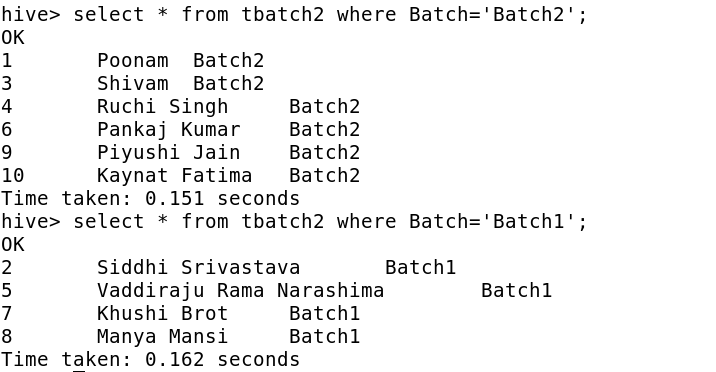 hive> select * from tbatch2 where Batch='Batch2';
OK
1	Poonam	Batch2
3	Shivam	Batch2
4	Ruchi Singh	Batch2
6	Pankaj Kumar	Batch2
9	Piyushi Jain	Batch2
10	Kaynat Fatima	Batch2
Time taken: 0.151 seconds
hive> select * from tbatch2 where Batch='Batch1';
OK
2	Siddhi Srivastava	Batch1
5	Vaddiraju Rama Narashima	Batch1
7	Khushi Brot	Batch1
8	Manya Mansi	Batch1
Time taken: 0.162 seconds